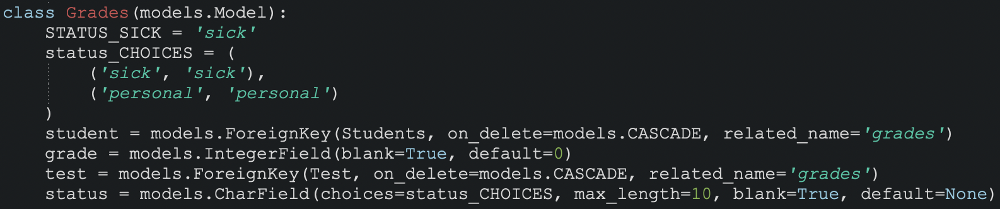 class Grades(models.Model):
    STATUS_SICK = 'sick'
    status_CHOICES = (
        ('sick', 'sick'),
        ('personal', 'personal')
    )
    student = models.ForeignKey(Students, on_delete=models.CASCADE, related_name='grades')
    grade = models.IntegerField(blank=True, default=0)
    test = models.ForeignKey(Test, on_delete=models.CASCADE, related_name='grades')
    status = models.CharField(choices=status_CHOICES, max_length=10, blank=True, default=None)